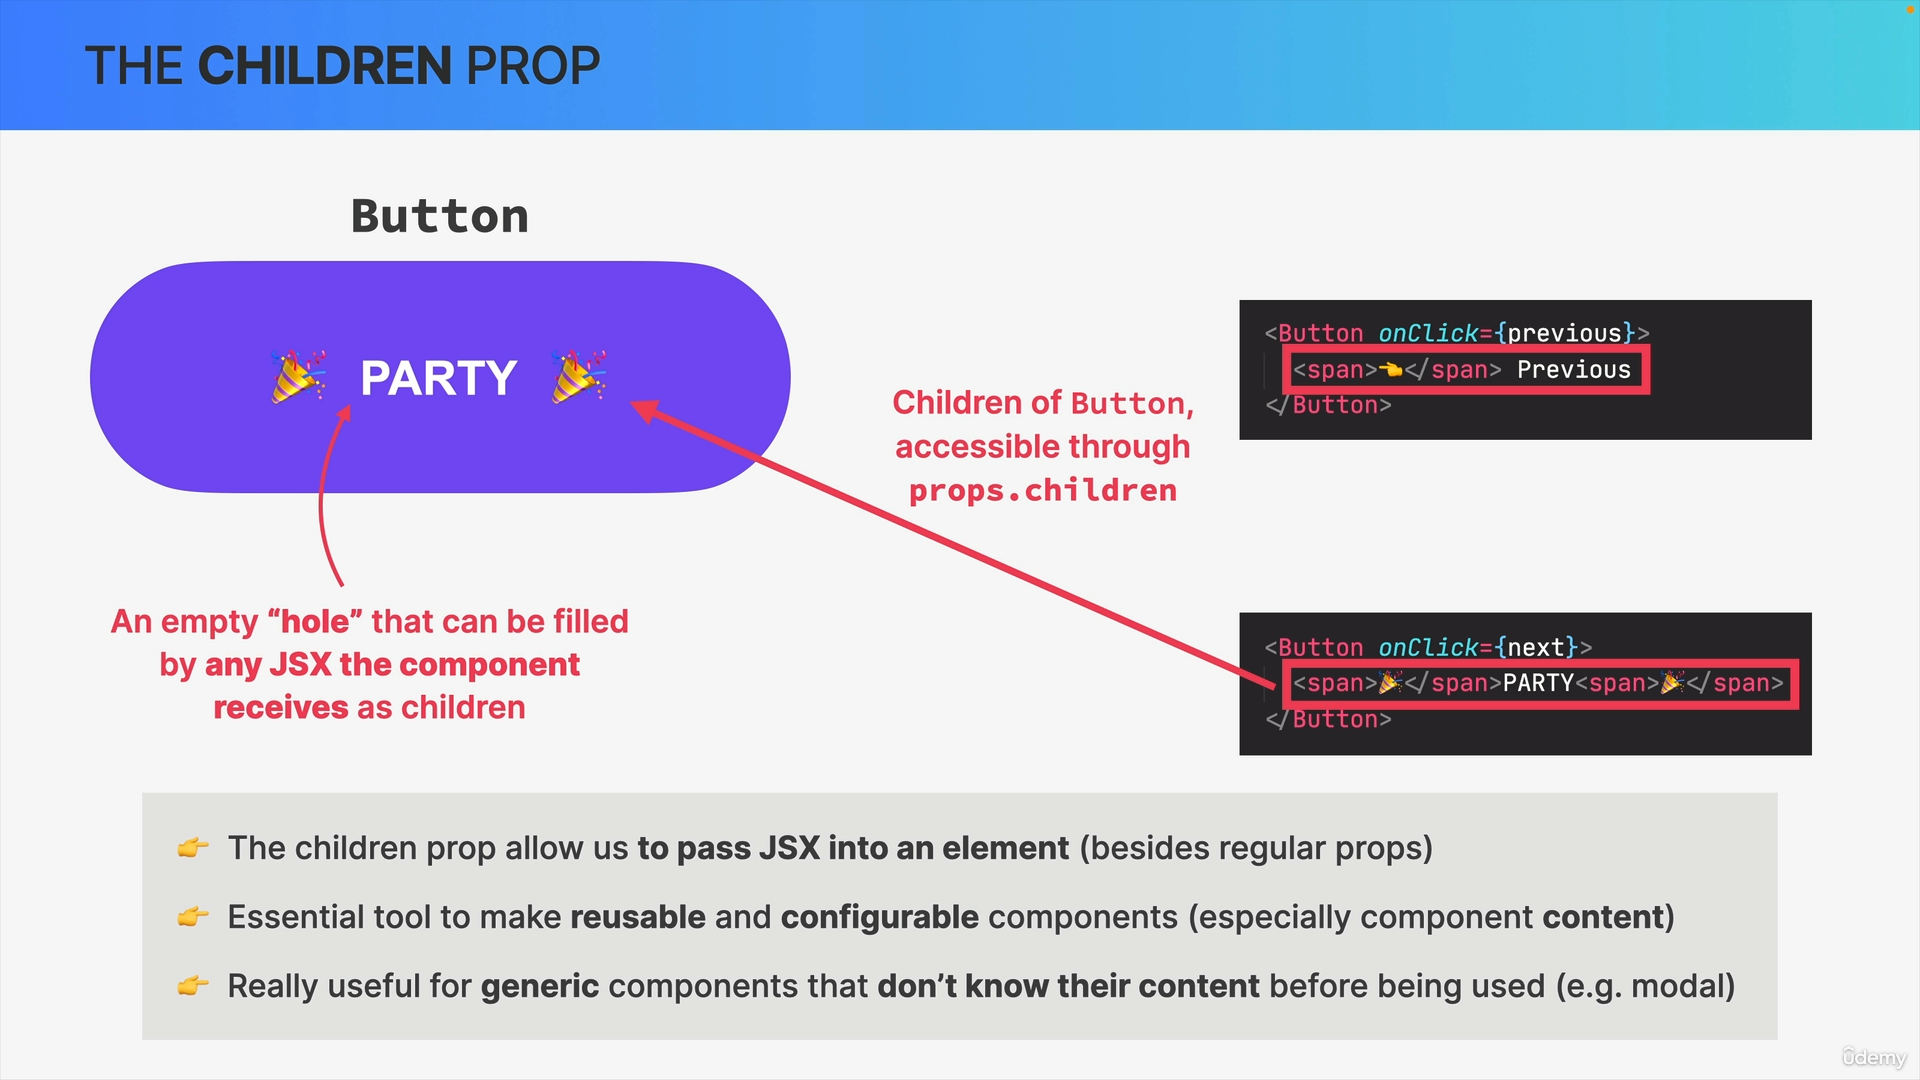 THE CHILDREN PROP
Button
🎉 PARTY 🎉
An empty “hole” that can be filled
by any JSX the component
receives as children
Children of Button,
accessible through
props.children
<Button onClick={previous}>
<span>👈</span> Previous
</Button>
<Button onClick={next}>
<span>🎉</span>PARTY<span>🎉</span>
</Button>
👉 The children prop allow us to pass JSX into an element (besides regular props)
👉 Essential tool to make reusable and configurable components (especially component content)
👉 Really useful for generic components that don’t know their content before being used (e.g. modal)
ûdemy